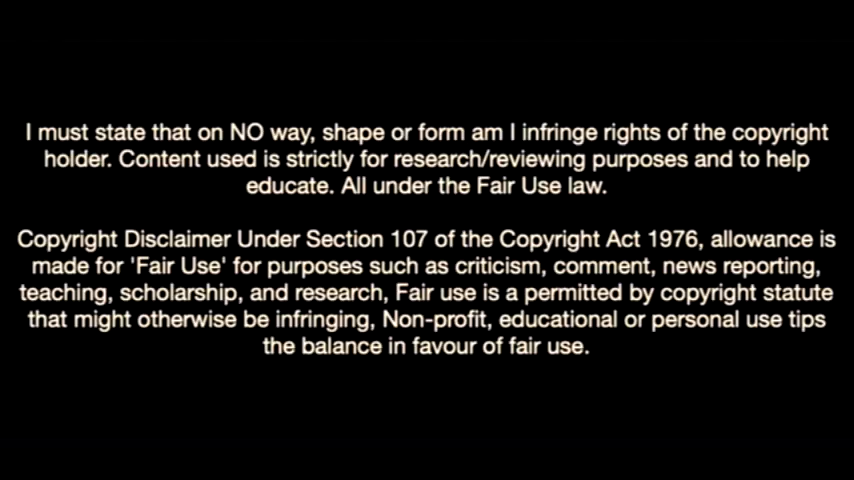 I must state that on NO way, shape or form am I infringe rights of the copyright
holder. Content used is strictly for research/reviewing purposes and to help
educate. All under the Fair Use law.
Copyright Disclaimer Under Section 107 of the Copyright Act 1976, allowance is
made for 'Fair Use' for purposes such as criticism, comment, news reporting,
teaching, scholarship, and research, Fair use is a permitted by copyright statute
that might otherwise be infringing, Non-profit, educational or personal use tips
the balance in favour of fair use.